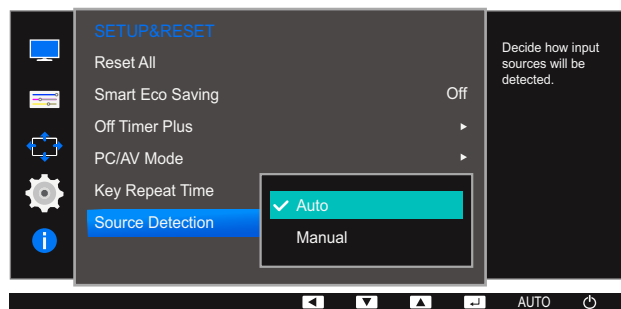 SETUP&RESET
Reset All
Smart Eco Saving Off
Off Timer Plus
PC/AV Mode
Key Repeat Time
Source Detection
Auto
Manual
Decide how input
sources will be
detected.
AUTO